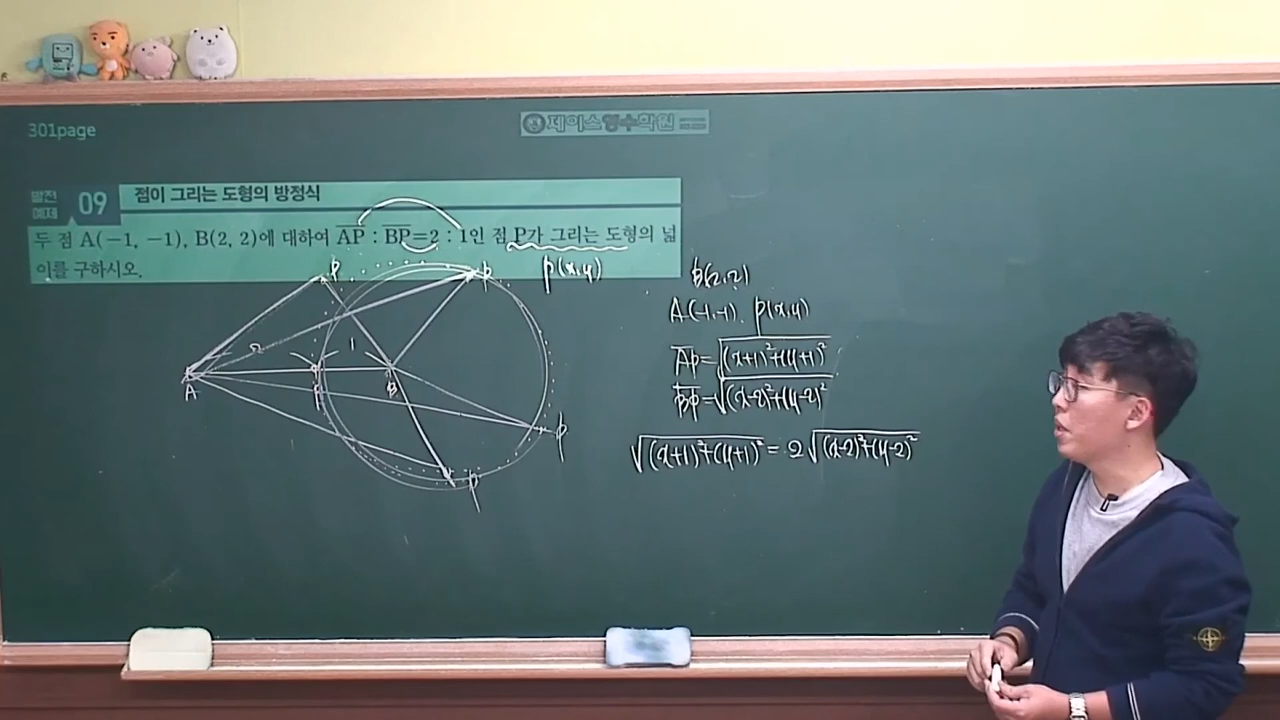 301page
제이스영수학원
발전 예제 09 점이 그리는 도형의 방정식
두 점 A(−1, −1), B(2, 2)에 대하여 AP : BP=2 : 1인 점 P가 그리는 도형의 넓
이를 구하시오.
P P P(x,y)
B(2,2)
A(-1,-1). P(x,y)
AP=√(x+1)²+(y+1)²
BP=√(x-2)²+(y-2)²
2 1
A P B
P
P
√(x+1)²+(y+1)² = 2√(x-2)²+(y-2)²